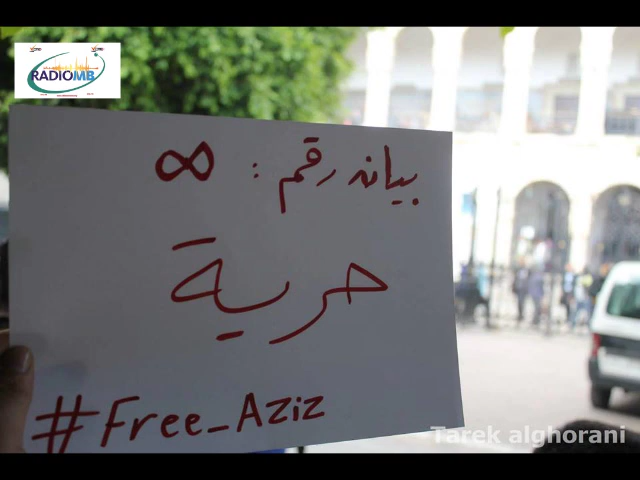 RADIOMB
بيان رقم : ∞
حرية
#Free_Aziz
Tarek alghorani